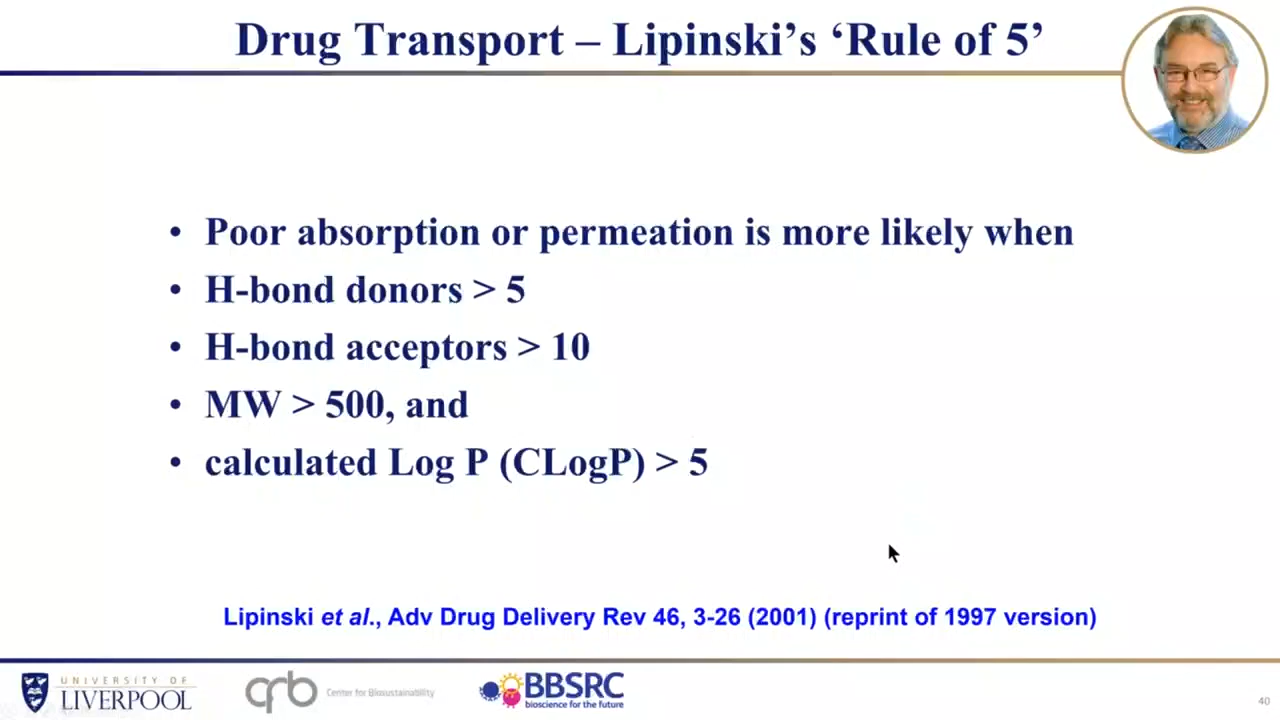 Drug Transport – Lipinski’s ‘Rule of 5’
• Poor absorption or permeation is more likely when
• H-bond donors > 5
• H-bond acceptors > 10
• MW > 500, and
• calculated Log P (CLogP) > 5
Lipinski et al., Adv Drug Delivery Rev 46, 3-26 (2001) (reprint of 1997 version)
UNIVERSITY OF
LIVERPOOL
Center for Biosustainability
BBSRC
bioscience for the future
40